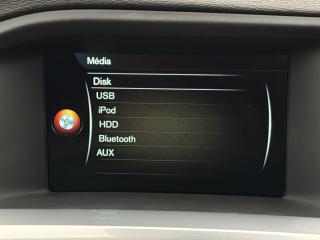 Média
Disk
USB
iPod
HDD
Bluetooth
AUX